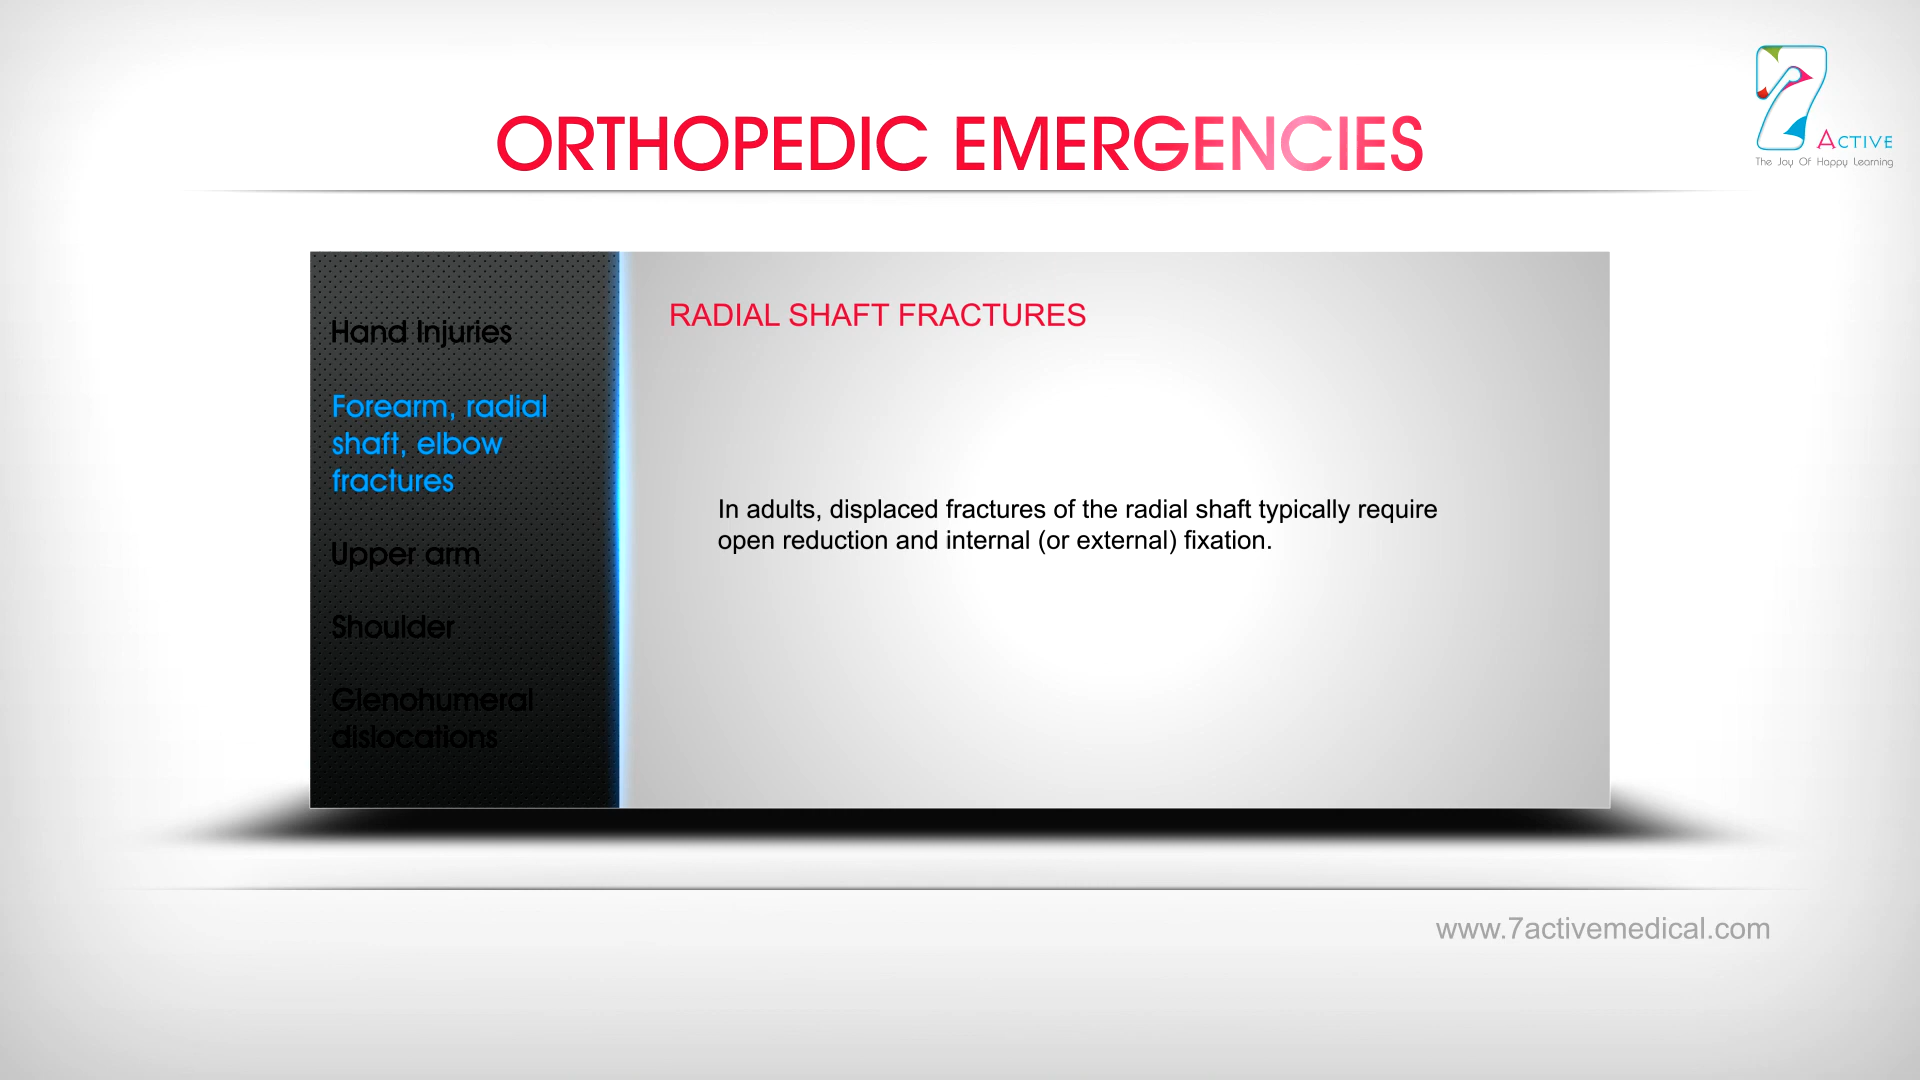 ORTHOPEDIC EMERGENCIES
7 ACTIVE
The Joy Of Happy Learning
Hand Injuries
Forearm, radial
shaft, elbow
fractures
Upper arm
Shoulder
Glenohumeral
dislocations
RADIAL SHAFT FRACTURES
In adults, displaced fractures of the radial shaft typically require
open reduction and internal (or external) fixation.
www.7activemedical.com